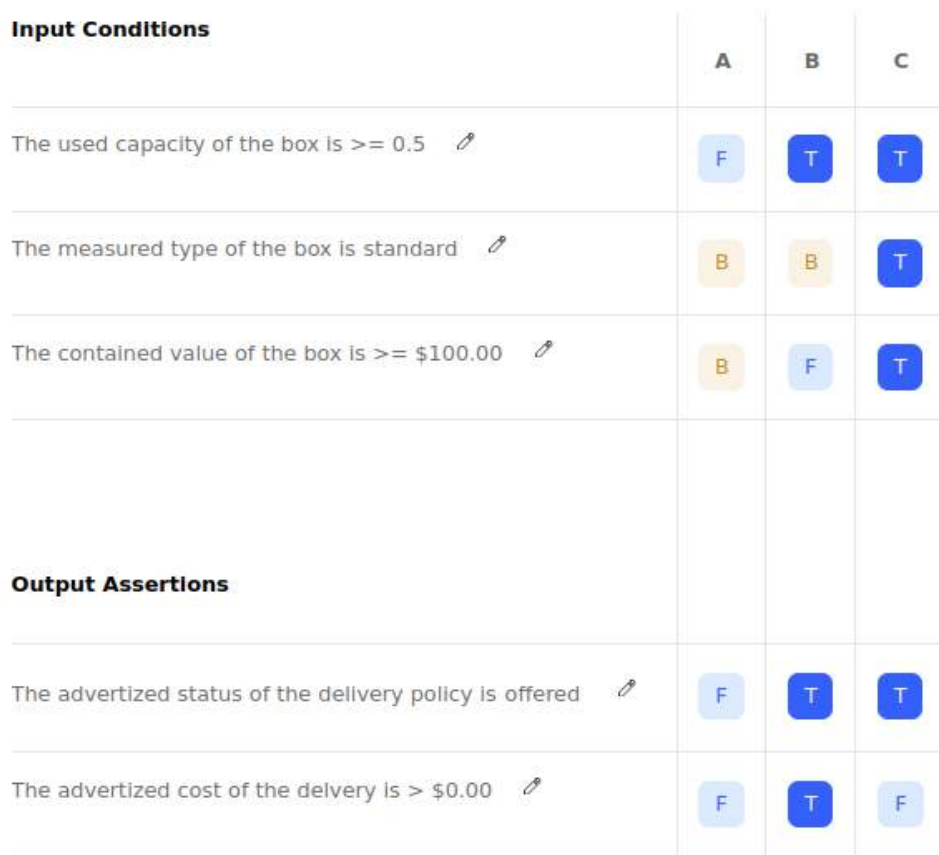 Input Conditions
A B C
The used capacity of the box is >= 0.5 F T T
The measured type of the box is standard B B T
The contained value of the box is >= $100.00 B F T
Output Assertions
The advertized status of the delivery policy is offered F T T
The advertized cost of the delvery is > $0.00 F T F